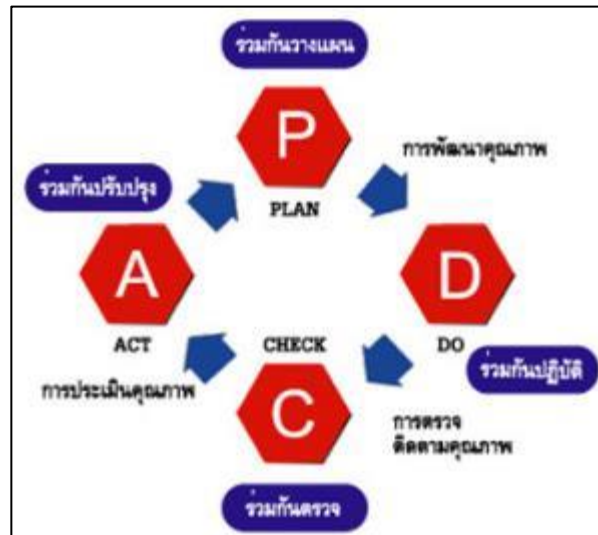 ร่วมกันวางแผน
P
PLAN
การพัฒนาคุณภาพ
ร่วมกันปรับปรุง
A
ACT
D
DO
ร่วมกันปฏิบัติ
CHECK
C
การประเมินคุณภาพ
การตรวจ
ติดตามคุณภาพ
ร่วมกันตรวจ